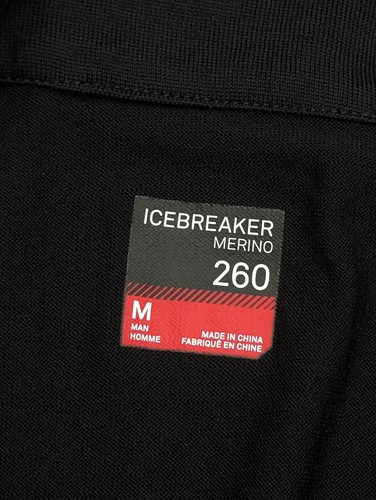 ICEBREAKER
MERINO
260
M
MAN
HOMME
MADE IN CHINA
FABRIQUÉ EN CHINE